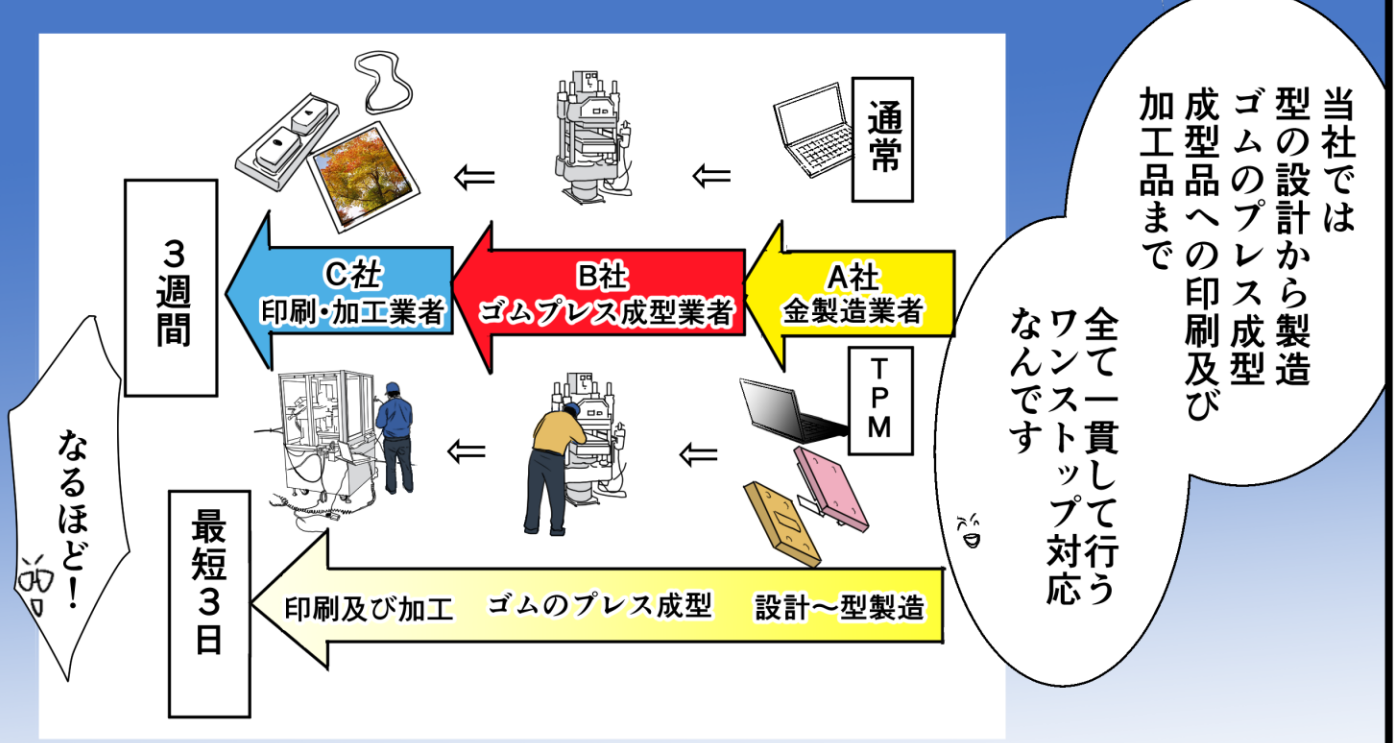 当社では
型の設計から製造
ゴムのプレス成型
成型品への印刷及び
加工品まで
全て一貫して行う
ワンストップ対応
なんです
通常
A社
金製造業者
B社
ゴムプレス成型業者
C社
印刷・加工業者
3週間
TPM
設計～型製造
ゴムのプレス成型
印刷及び加工
最短3日
なるほど!